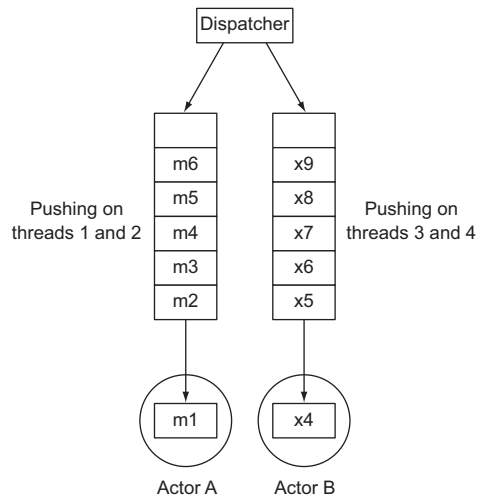 Dispatcher
m6
x9
m5
x8
Pushing on
threads 1 and 2
m4
x7
Pushing on
threads 3 and 4
m3
x6
m2
x5
m1
x4
Actor A
Actor B